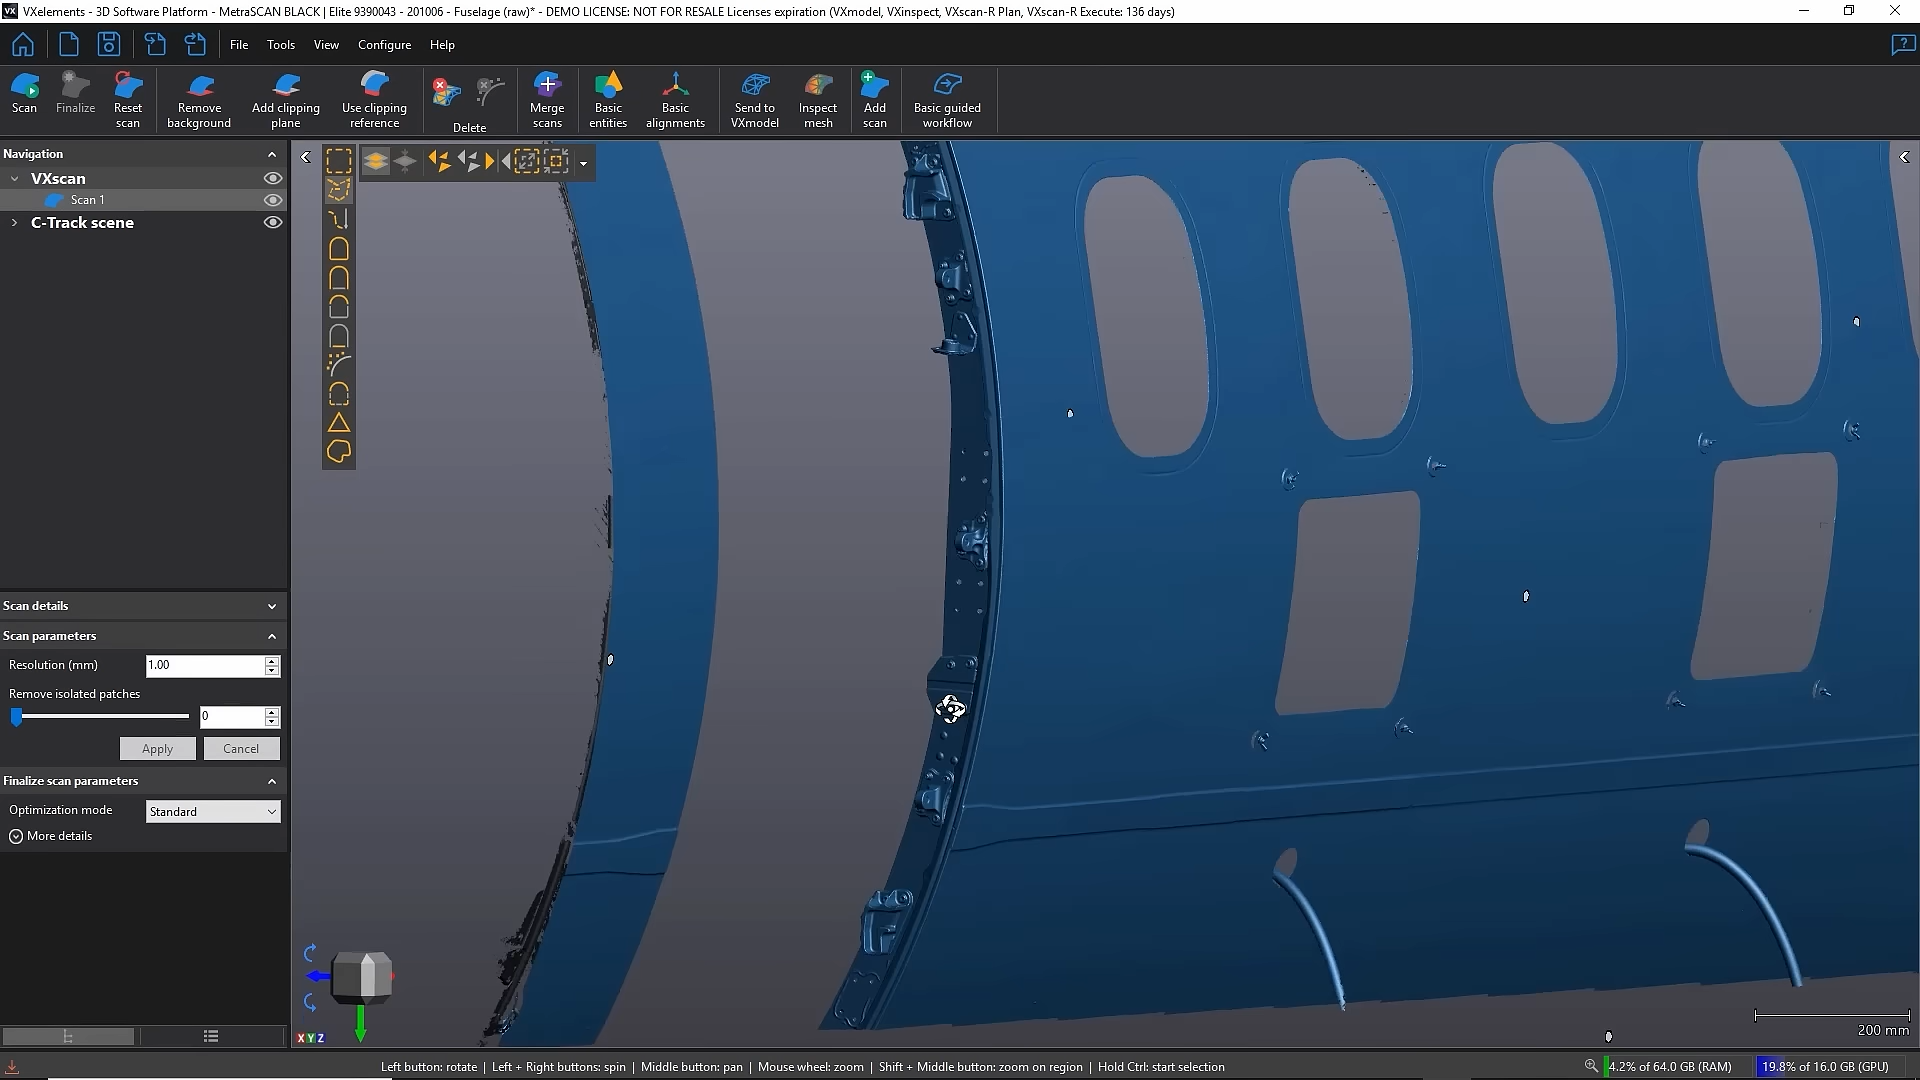 VX VXelements - 3D Software Platform - MetraSCAN BLACK | Elite 9390043 - 201006 - Fuselage (raw)* - DEMO LICENSE: NOT FOR RESALE Licenses expiration (VXmodel, VXinspect, VXscan-R Plan, VXscan-R Execute: 136 days)
File Tools View Configure Help
Scan
Finalize
Reset scan
Remove background
Add clipping plane
Use clipping reference
Delete
Merge scans
Basic entities
Basic alignments
Send to VXmodel
Inspect mesh
Add scan
Basic guided workflow
Navigation
VXscan
Scan 1
C-Track scene
Scan details
Scan parameters
Resolution (mm) 1.00
Remove isolated patches
0
Apply Cancel
Finalize scan parameters
Optimization mode Standard
More details
XYZ
200 mm
Left button: rotate | Left + Right buttons: spin | Middle button: pan | Mouse wheel: zoom | Shift + Middle button: zoom on region | Hold Ctrl: start selection
4.2% of 64.0 GB (RAM) 19.8% of 16.0 GB (GPU)